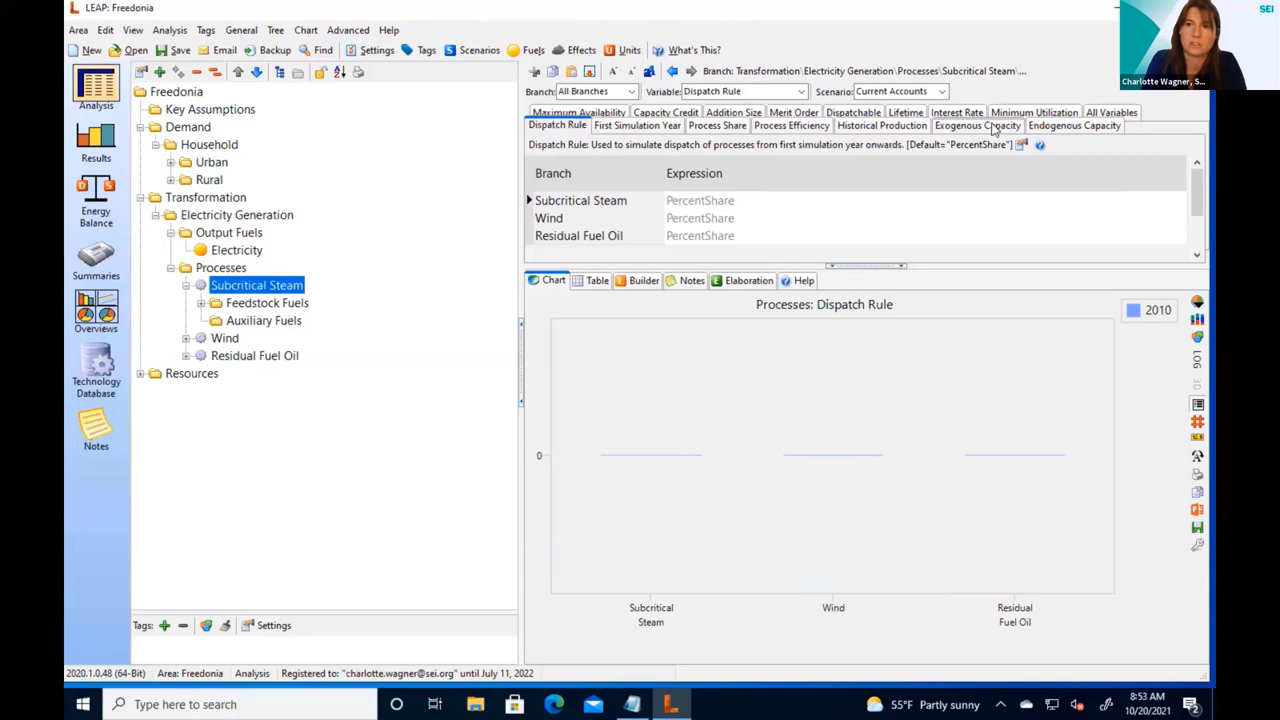 LEAP: Freedonia
SEI
Charlotte Wagner, S...
Area Edit View Analysis Tags General Tree Chart Advanced Help
New Open Save Email Backup Find Settings Tags Scenarios Fuels Effects Units What's This?
Analysis
Results
Energy
Balance
Summaries
Overviews
Technology
Database
Notes
Freedonia
Key Assumptions
Demand
Household
Urban
Rural
Transformation
Electricity Generation
Output Fuels
Electricity
Processes
Subcritical Steam
Feedstock Fuels
Auxiliary Fuels
Wind
Residual Fuel Oil
Resources
Tags: Settings
Branch: Transformation\Electricity Generation\Processes\Subcritical Steam\...
Branch: All Branches Variable: Dispatch Rule Scenario: Current Accounts
Maximum Availability Capacity Credit Addition Size Merit Order Dispatchable Lifetime Interest Rate Minimum Utilization All Variables
Dispatch Rule First Simulation Year Process Share Process Efficiency Historical Production Exogenous Capacity Endogenous Capacity
Dispatch Rule: Used to simulate dispatch of processes from first simulation year onwards. [Default="PercentShare"]
Branch Expression
Subcritical Steam PercentShare
Wind PercentShare
Residual Fuel Oil PercentShare
Chart Table Builder Notes Elaboration Help
Processes: Dispatch Rule
2010
LOG
3D
0
Subcritical
Steam
Wind
Residual
Fuel Oil
2020.1.0.48 (64-Bit) Area: Freedonia Analysis Registered to: "charlotte.wagner@sei.org" until July 11, 2022
Type here to search
55°F Partly sunny
8:53 AM
10/20/2021
2